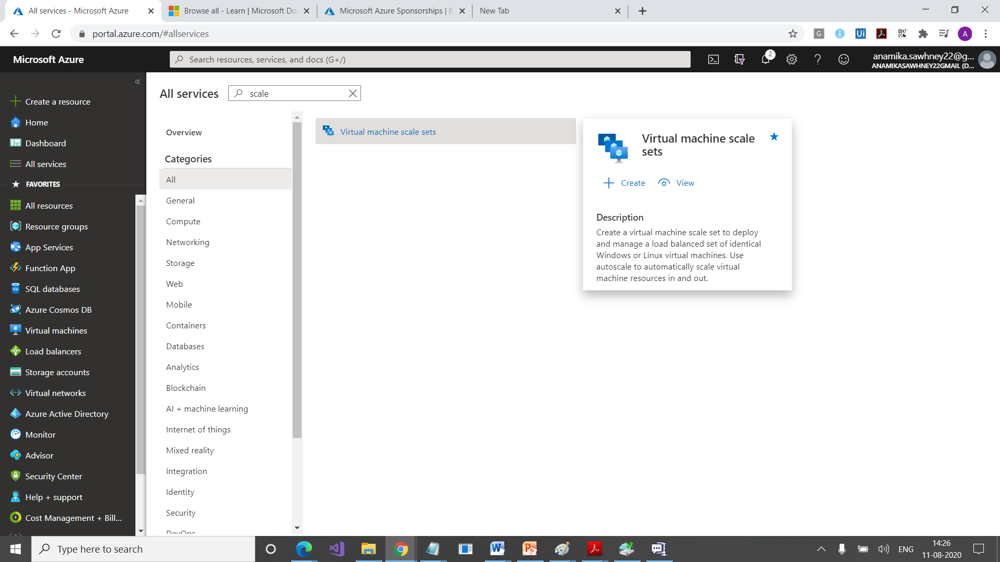 All services - Microsoft Azure
Browse all - Learn | Microsoft Do
Microsoft Azure Sponsorships | B
New Tab
portal.azure.com/#allservices
G
Ui
A
Microsoft Azure
Search resources, services, and docs (G+/)
2
anamika.sawhney22@g...
ANAMIKASAWHNEY22GMAIL (D...
Create a resource
Home
Dashboard
All services
FAVORITES
All resources
Resource groups
App Services
Function App
SQL databases
Azure Cosmos DB
Virtual machines
Load balancers
Storage accounts
Virtual networks
Azure Active Directory
Monitor
Advisor
Security Center
Help + support
Cost Management + Bill...
All services
scale
Overview
Categories
All
General
Compute
Networking
Storage
Web
Mobile
Containers
Databases
Analytics
Blockchain
AI + machine learning
Internet of things
Mixed reality
Integration
Identity
Security
DevOps
Virtual machine scale sets
Virtual machine scale
sets
Create
View
Description
Create a virtual machine scale set to deploy
and manage a load balanced set of identical
Windows or Linux virtual machines. Use
autoscale to automatically scale virtual
machine resources in and out.
Type here to search
ENG
14:26
11-08-2020